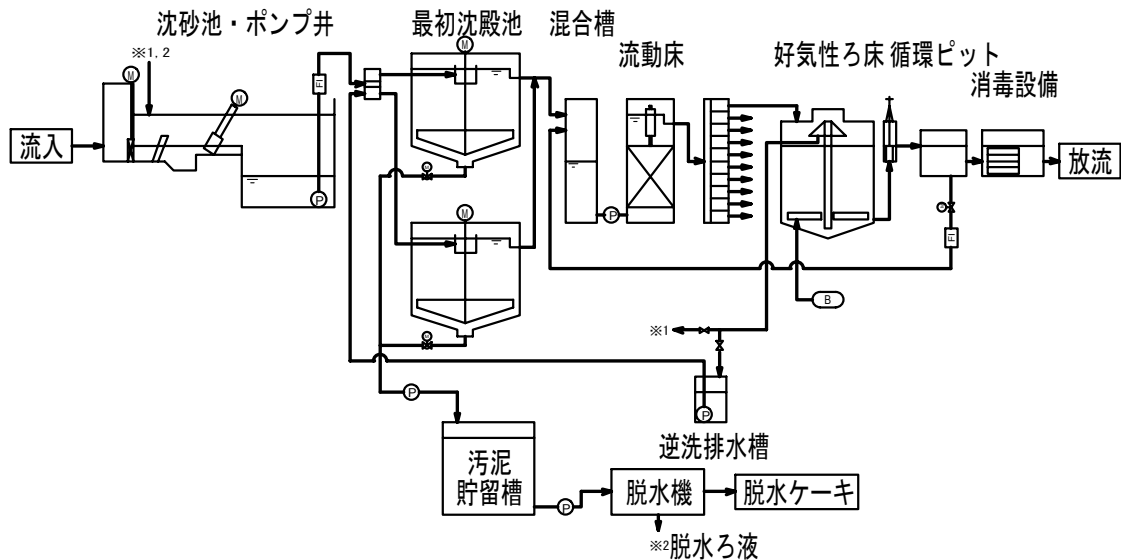 沈砂池・ポンプ井
最初沈殿池
混合槽
流動床
好気性ろ床
循環ピット
消毒設備
※1, 2
M
M
FI
M
流入
P
M
P
放流
M
FI
M
B
※1
M
P
P
逆洗排水槽
汚泥
貯留槽
P
脱水機
脱水ケーキ
※2脱水ろ液